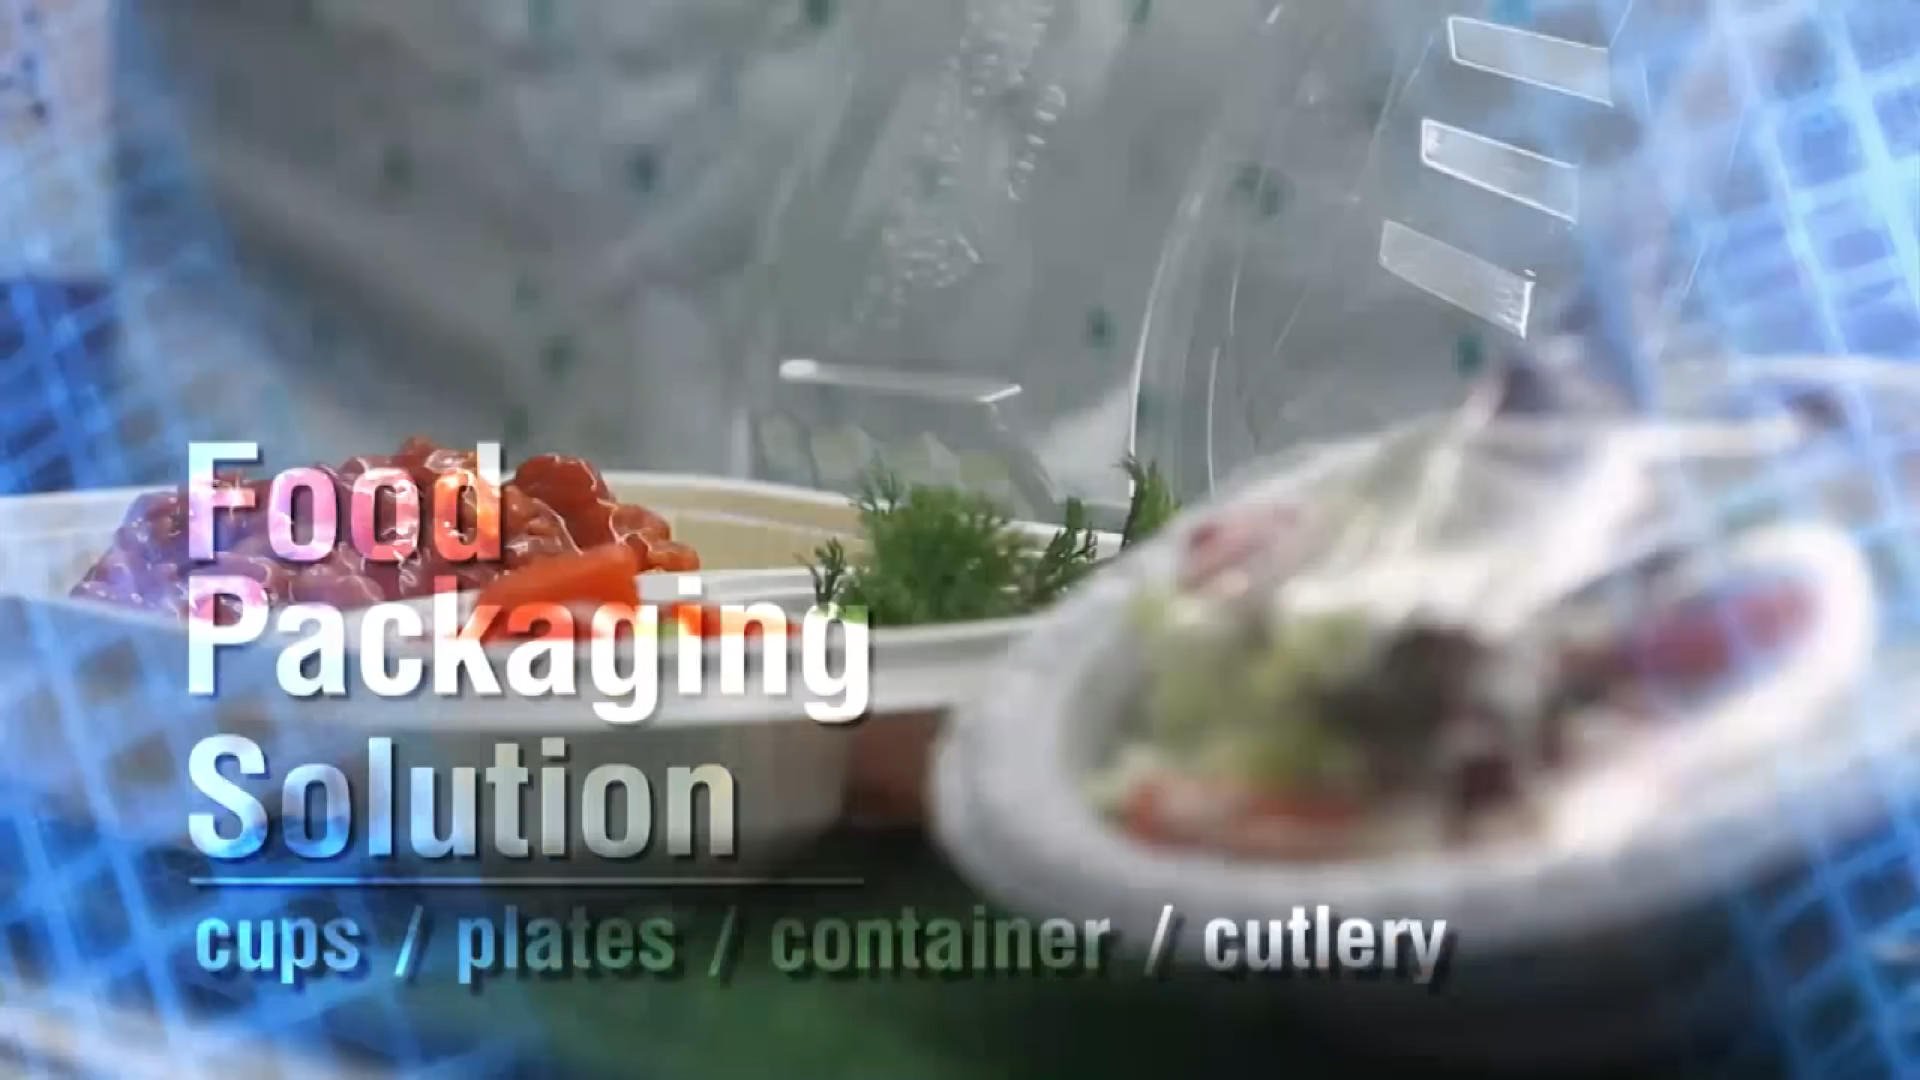 Food
Packaging
Solution
cups / plates / container / cutlery